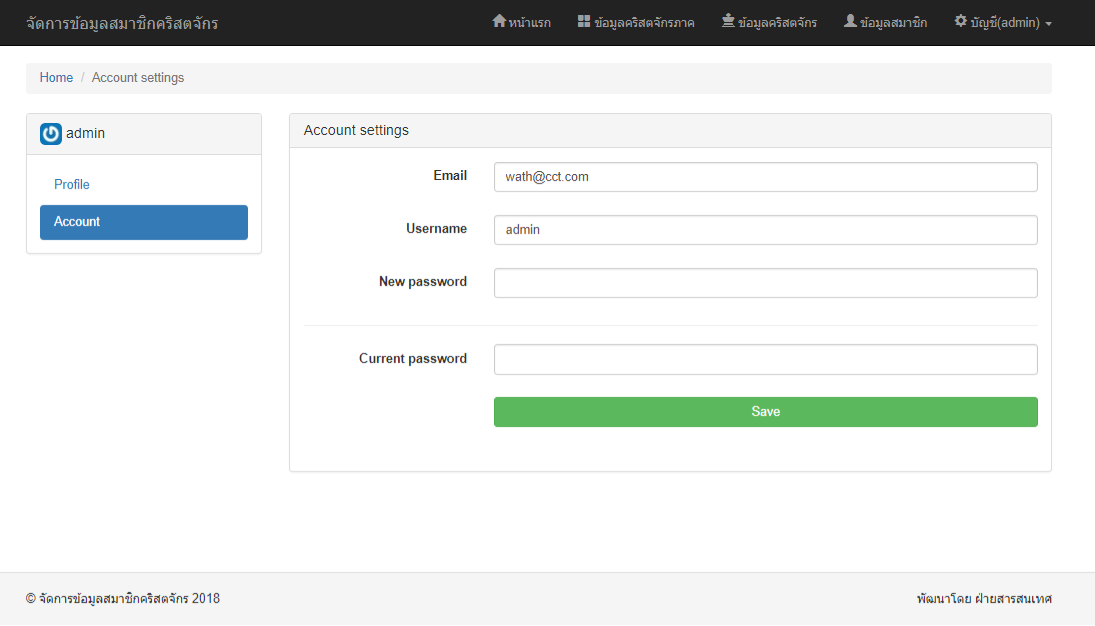 จัดการข้อมูลสมาชิกคริสตจักร หน้าแรก ข้อมูลคริสตจักรภาค ข้อมูลคริสตจักร ข้อมูลสมาชิก บัญชี(admin)
Home / Account settings
admin
Profile
Account
Account settings
Email wath@cct.com
Username admin
New password
Current password
Save
© จัดการข้อมูลสมาชิกคริสตจักร 2018 พัฒนาโดย ฝ่ายสารสนเทศ